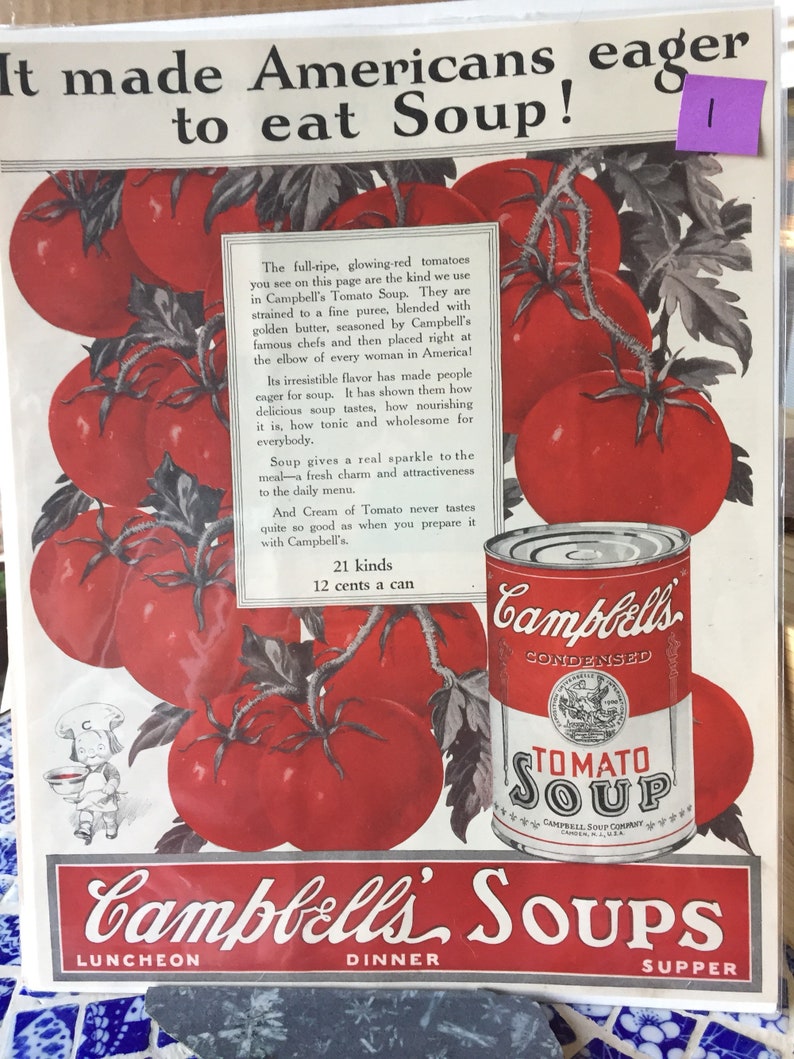 It made Americans eager
to eat Soup!
1
The full-ripe, glowing-red tomatoes
you see on this page are the kind we use
in Campbell's Tomato Soup. They are
strained to a fine puree, blended with
golden butter, seasoned by Campbell's
famous chefs and then placed right at
the elbow of every woman in America!
Its irresistible flavor has made people
eager for soup. It has shown them how
delicious soup tastes, how nourishing
it is, how tonic and wholesome for
everybody.
Soup gives a real sparkle to the
meal—a fresh charm and attractiveness
to the daily menu.
And Cream of Tomato never tastes
quite so good as when you prepare it
with Campbell's.
21 kinds
12 cents a can
Campbell's
CONDENSED
EXPOSITION UNIVERSELLE INTERNATIONALE
1900
TOMATO
SOUP
CAMPBELL SOUP COMPANY
CAMDEN, N.J., U.S.A.
C
Campbell's SOUPS
LUNCHEON DINNER SUPPER